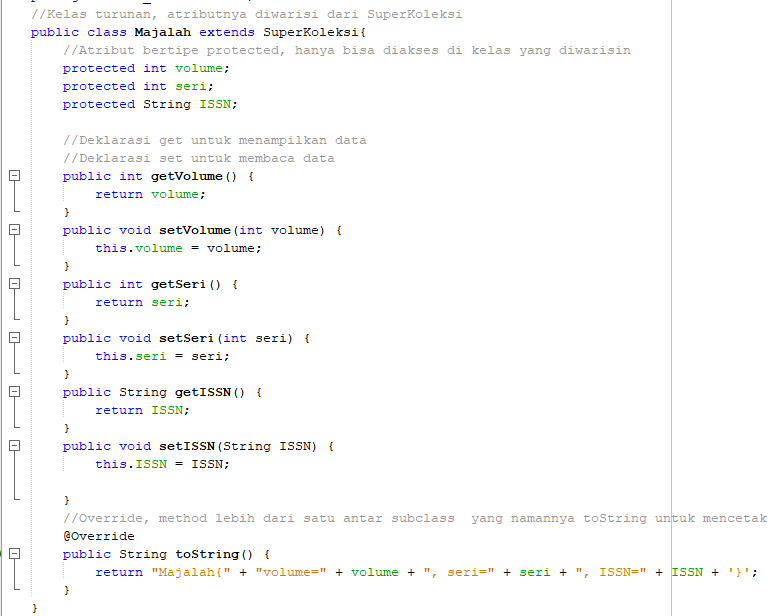 //Kelas turunan, atributnya diwarisi dari SuperKoleksi
public class Majalah extends SuperKoleksi{
//Atribut bertipe protected, hanya bisa diakses di kelas yang diwarisin
protected int volume;
protected int seri;
protected String ISSN;
//Deklarasi get untuk menampilkan data
//Deklarasi set untuk membaca data
public int getVolume() {
return volume;
}
public void setVolume(int volume) {
this.volume = volume;
}
public int getSeri() {
return seri;
}
public void setSeri(int seri) {
this.seri = seri;
}
public String getISSN() {
return ISSN;
}
public void setISSN(String ISSN) {
this.ISSN = ISSN;
}
//Override, method lebih dari satu antar subclass  yang namannya toString untuk mencetak
@Override
public String toString() {
return "Majalah{" + "volume=" + volume + ", seri=" + seri + ", ISSN=" + ISSN + '}';
}
}